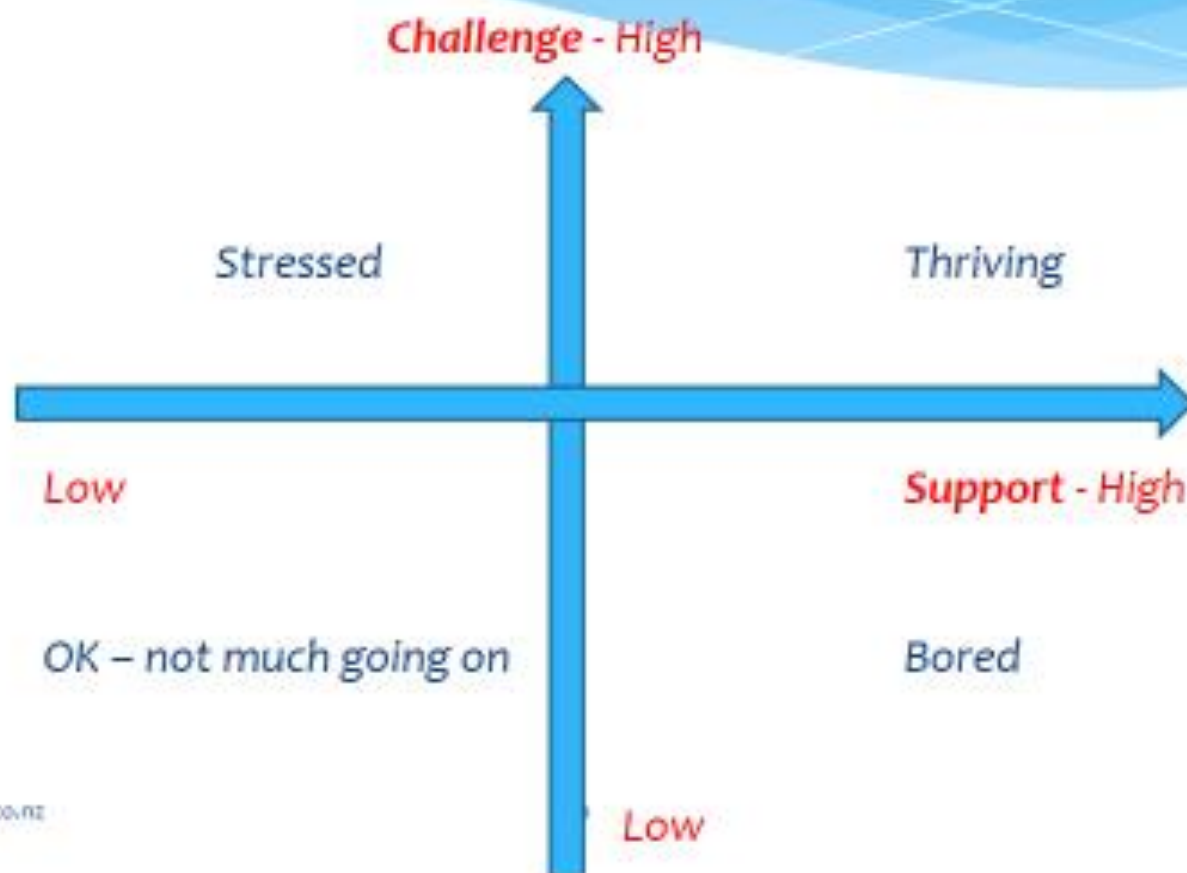 Challenge - High
Stressed
Thriving
Low
Support - High
OK – not much going on
Bored
Low